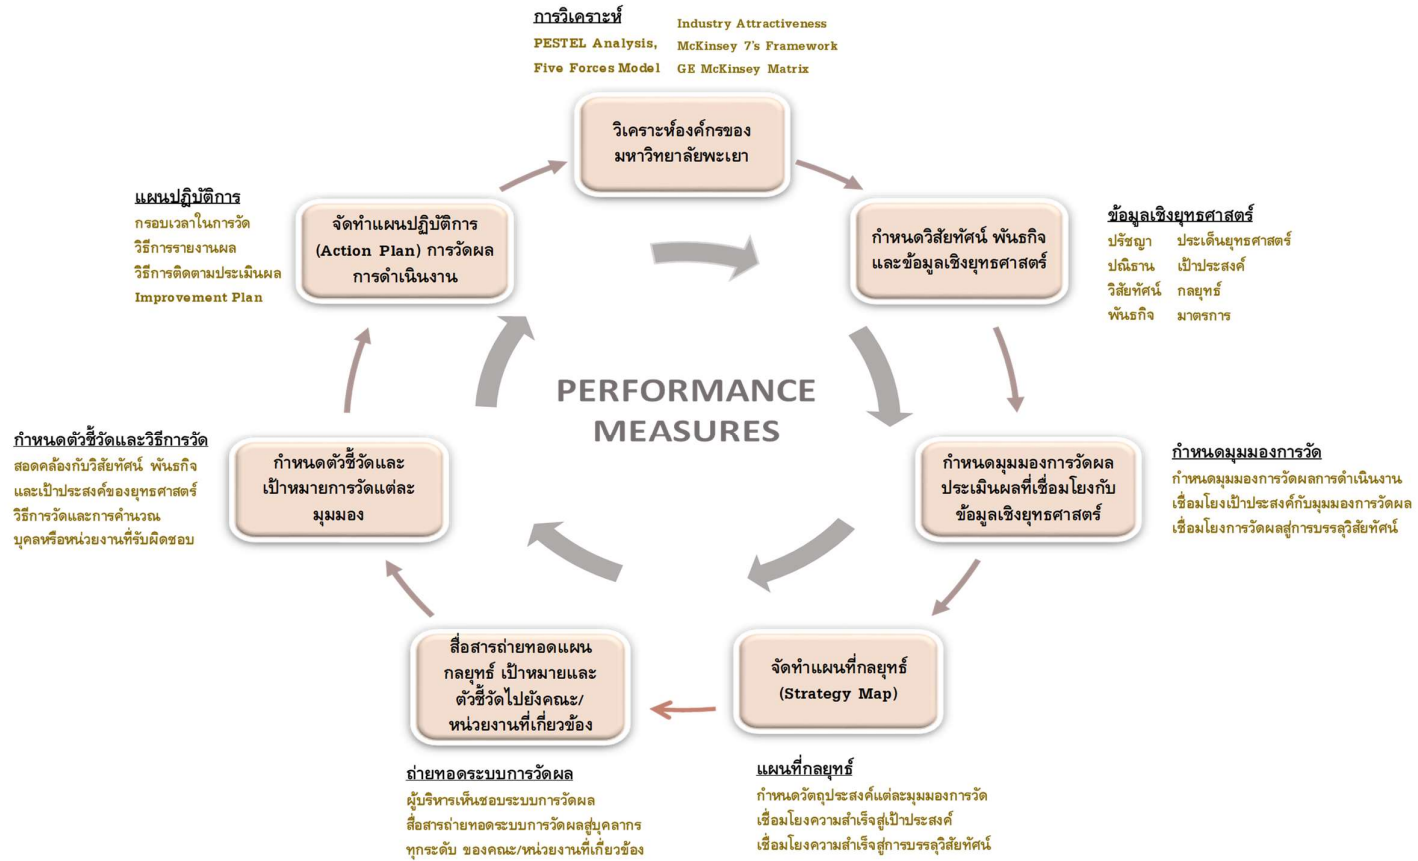 การวิเคราะห์
PESTEL Analysis,
Five Forces Model
Industry Attractiveness
McKinsey 7's Framework
GE McKinsey Matrix
วิเคราะห์องค์กรของ
มหาวิทยาลัยพะเยา
ข้อมูลเชิงยุทธศาสตร์
ปรัชญา ประเด็นยุทธศาสตร์
ปณิธาน เป้าประสงค์
วิสัยทัศน์ กลยุทธ์
พันธกิจ มาตรการ
กำหนดวิสัยทัศน์ พันธกิจ
และข้อมูลเชิงยุทธศาสตร์
กำหนดมุมมองการวัด
กำหนดมุมมองการวัดผลการดำเนินงาน
เชื่อมโยงเป้าประสงค์กับมุมมองการวัดผล
เชื่อมโยงการวัดผลสู่การบรรลุวิสัยทัศน์
กำหนดมุมมองการวัดผล
ประเมินผลที่เชื่อมโยงกับ
ข้อมูลเชิงยุทธศาสตร์
จัดทำแผนที่กลยุทธ์
(Strategy Map)
แผนที่กลยุทธ์
กำหนดวัตถุประสงค์แต่ละมุมมองการวัด
เชื่อมโยงความสำเร็จสู่เป้าประสงค์
เชื่อมโยงความสำเร็จสู่การบรรลุวิสัยทัศน์
สื่อสารถ่ายทอดแผน
กลยุทธ์ เป้าหมายและ
ตัวชี้วัดไปยังคณะ/
หน่วยงานที่เกี่ยวข้อง
ถ่ายทอดระบบการวัดผล
ผู้บริหารเห็นชอบระบบการวัดผล
สื่อสารถ่ายทอดระบบการวัดผลสู่บุคลากร
ทุกระดับ ของคณะ/หน่วยงานที่เกี่ยวข้อง
กำหนดตัวชี้วัดและวิธีการวัด
สอดคล้องกับวิสัยทัศน์ พันธกิจ
และเป้าประสงค์ของยุทธศาสตร์
วิธีการวัดและการคำนวณ
บุคลหรือหน่วยงานที่รับผิดชอบ
กำหนดตัวชี้วัดและ
เป้าหมายการวัดแต่ละ
มุมมอง
แผนปฏิบัติการ
กรอบเวลาในการวัด
วิธีการรายงานผล
วิธีการติดตามประเมินผล
Improvement Plan
จัดทำแผนปฏิบัติการ
(Action Plan) การวัดผล
การดำเนินงาน
PERFORMANCE
MEASURES